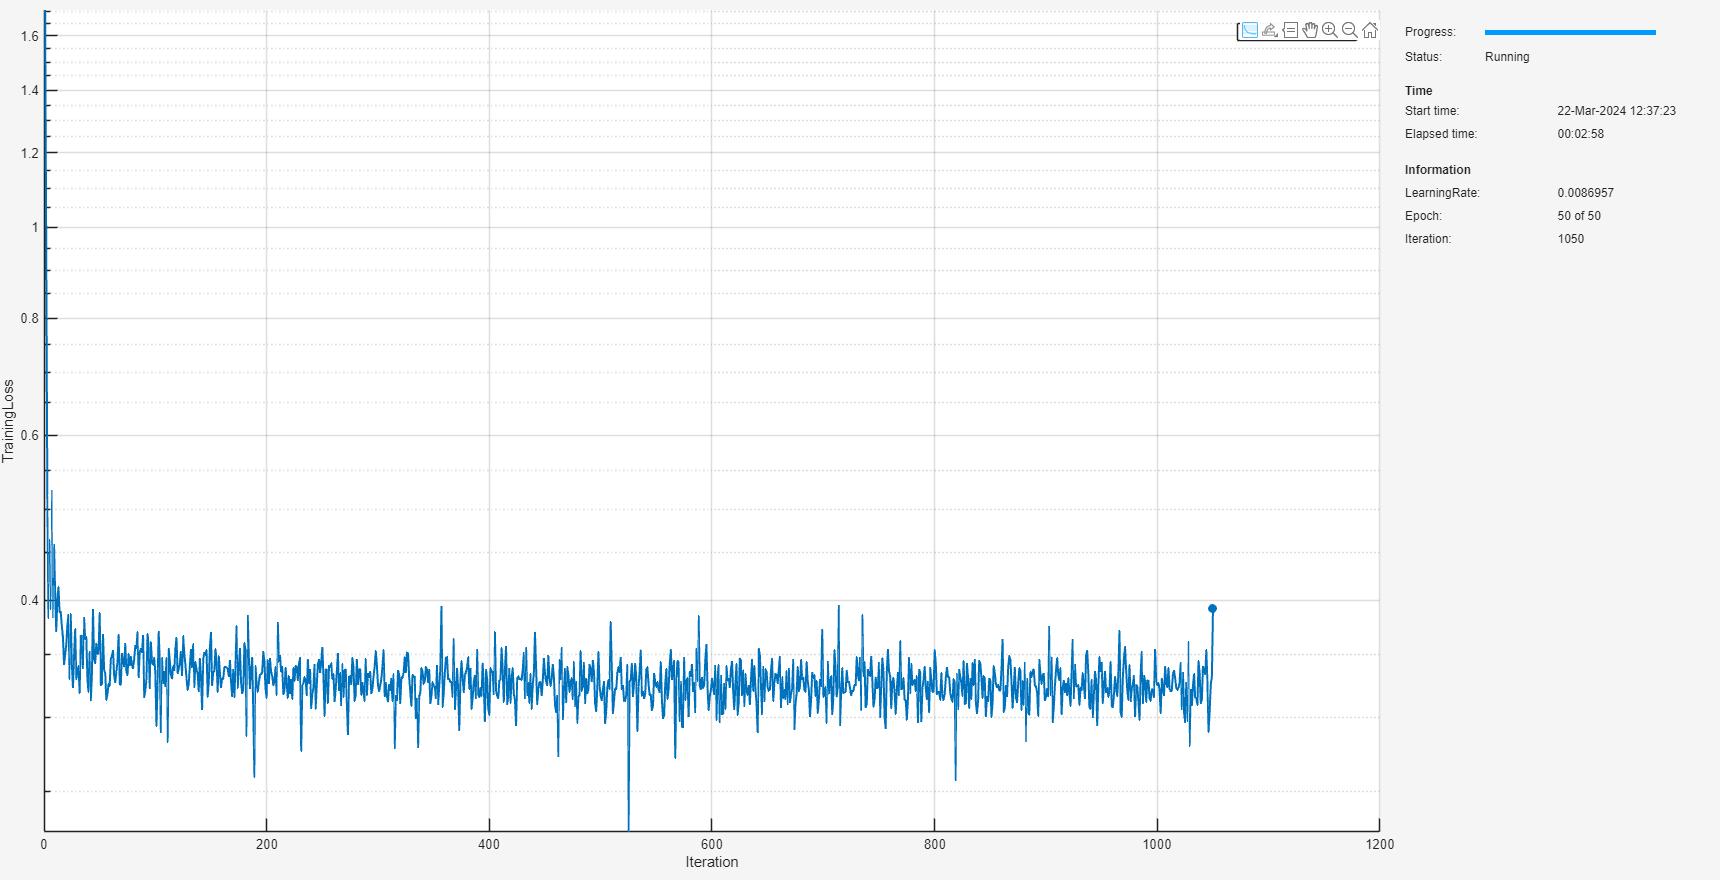 1.6
1.4
1.2
1
0.8
0.6
0.4
TrainingLoss
0
200
400
600
800
1000
1200
Iteration
Progress:
Status: Running
Time
Start time: 22-Mar-2024 12:37:23
Elapsed time: 00:02:58
Information
LearningRate: 0.0086957
Epoch: 50 of 50
Iteration: 1050